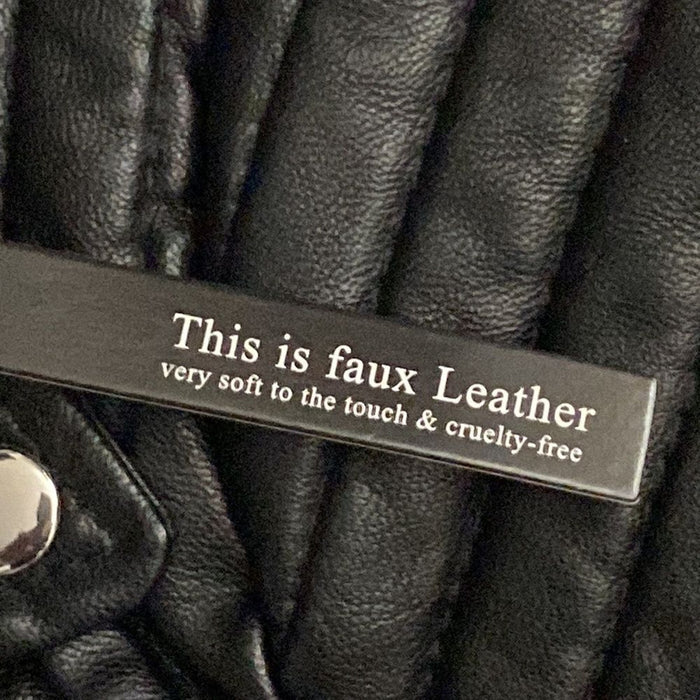 This is faux Leather
very soft to the touch & cruelty-free